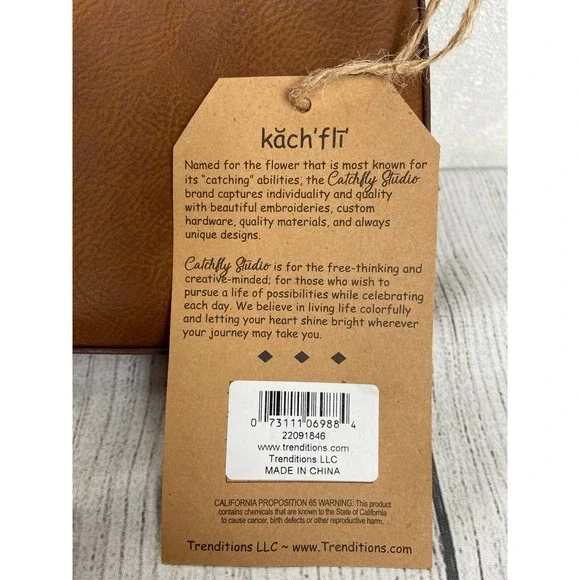 kăch'flī'
Named for the flower that is most known for
its "catching" abilities, the Catchfly Studio
brand captures individuality and quality
with beautiful embroideries, custom
hardware, quality materials, and always
unique designs.
Catchfly Studio is for the free-thinking and
creative-minded; for those who wish to
pursue a life of possibilities while celebrating
each day. We believe in living life colorfully
and letting your heart shine bright wherever
your journey may take you.
0 73111 06988 4
22091846
www.trenditions.com
Trenditions LLC
MADE IN CHINA
CALIFORNIA PROPOSITION 65 WARNING: This product
contains chemicals that are known to the State of California
to cause cancer, birth defects or other reproductive harm.
Trenditions LLC ~ www.Trenditions.com